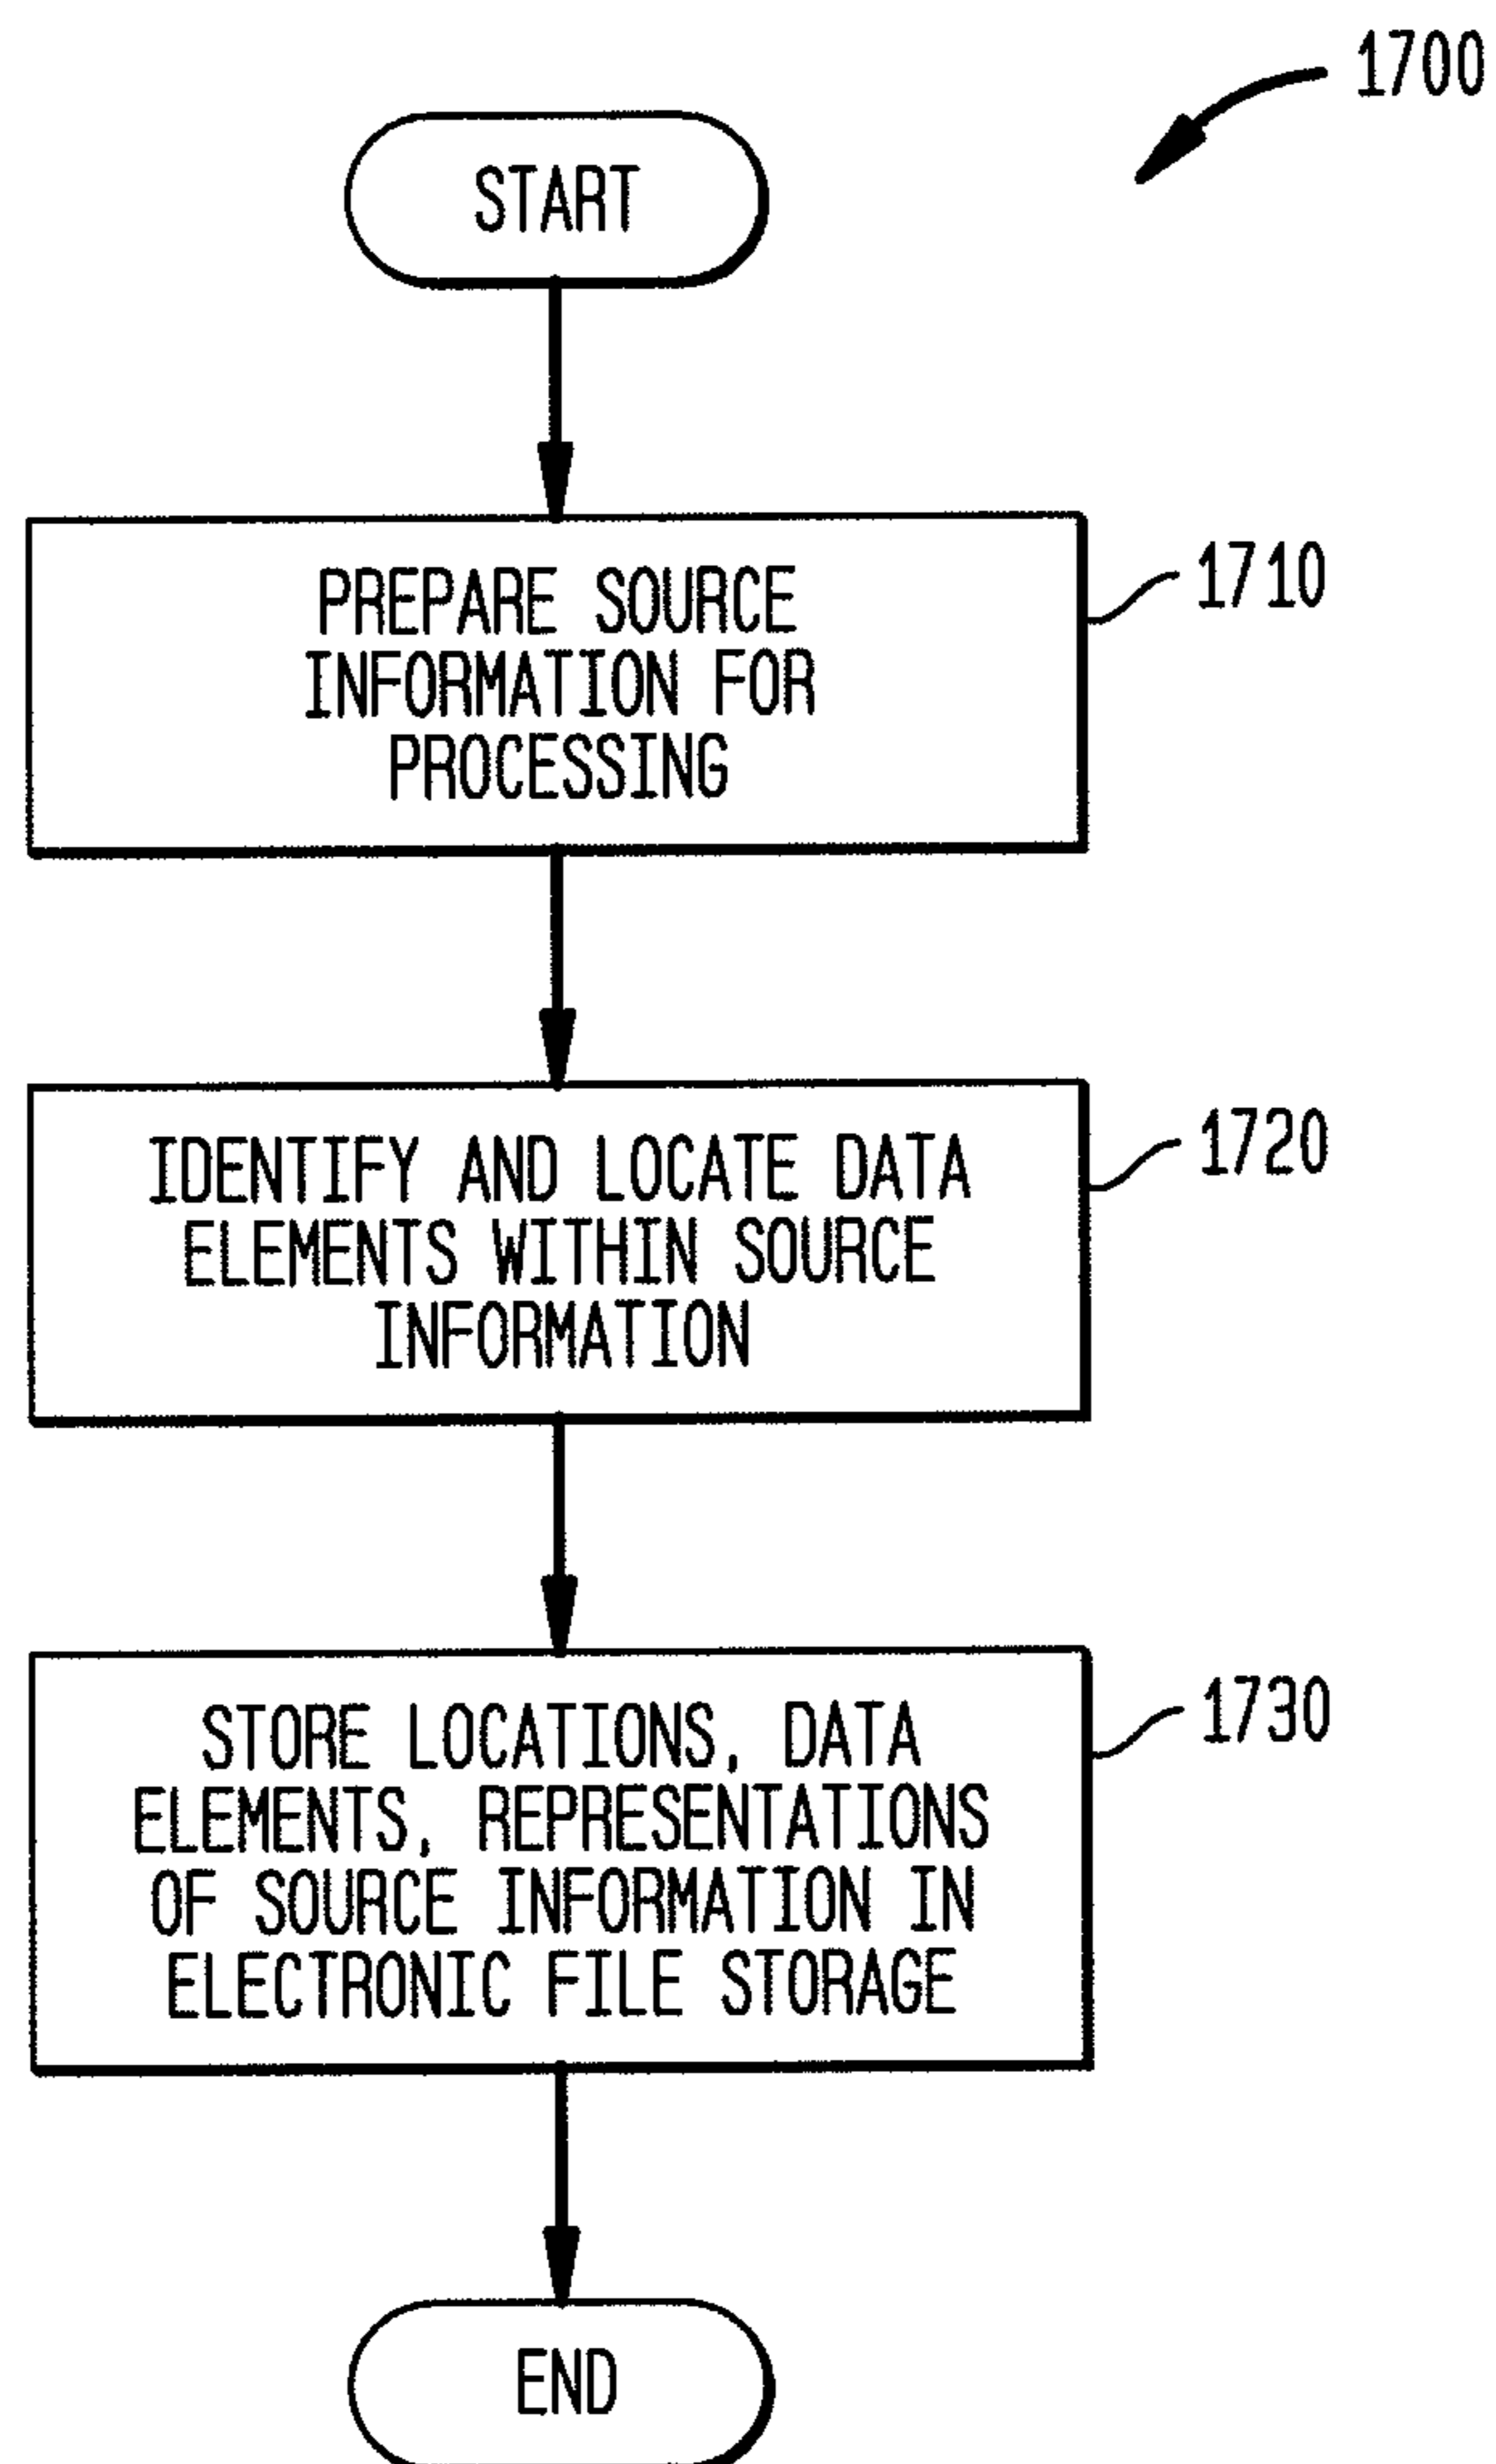 1700
START
PREPARE SOURCE
INFORMATION FOR
PROCESSING
1710
IDENTIFY AND LOCATE DATA
ELEMENTS WITHIN SOURCE
INFORMATION
1720
STORE LOCATIONS, DATA
ELEMENTS, REPRESENTATIONS
OF SOURCE INFORMATION IN
ELECTRONIC FILE STORAGE
1730
END